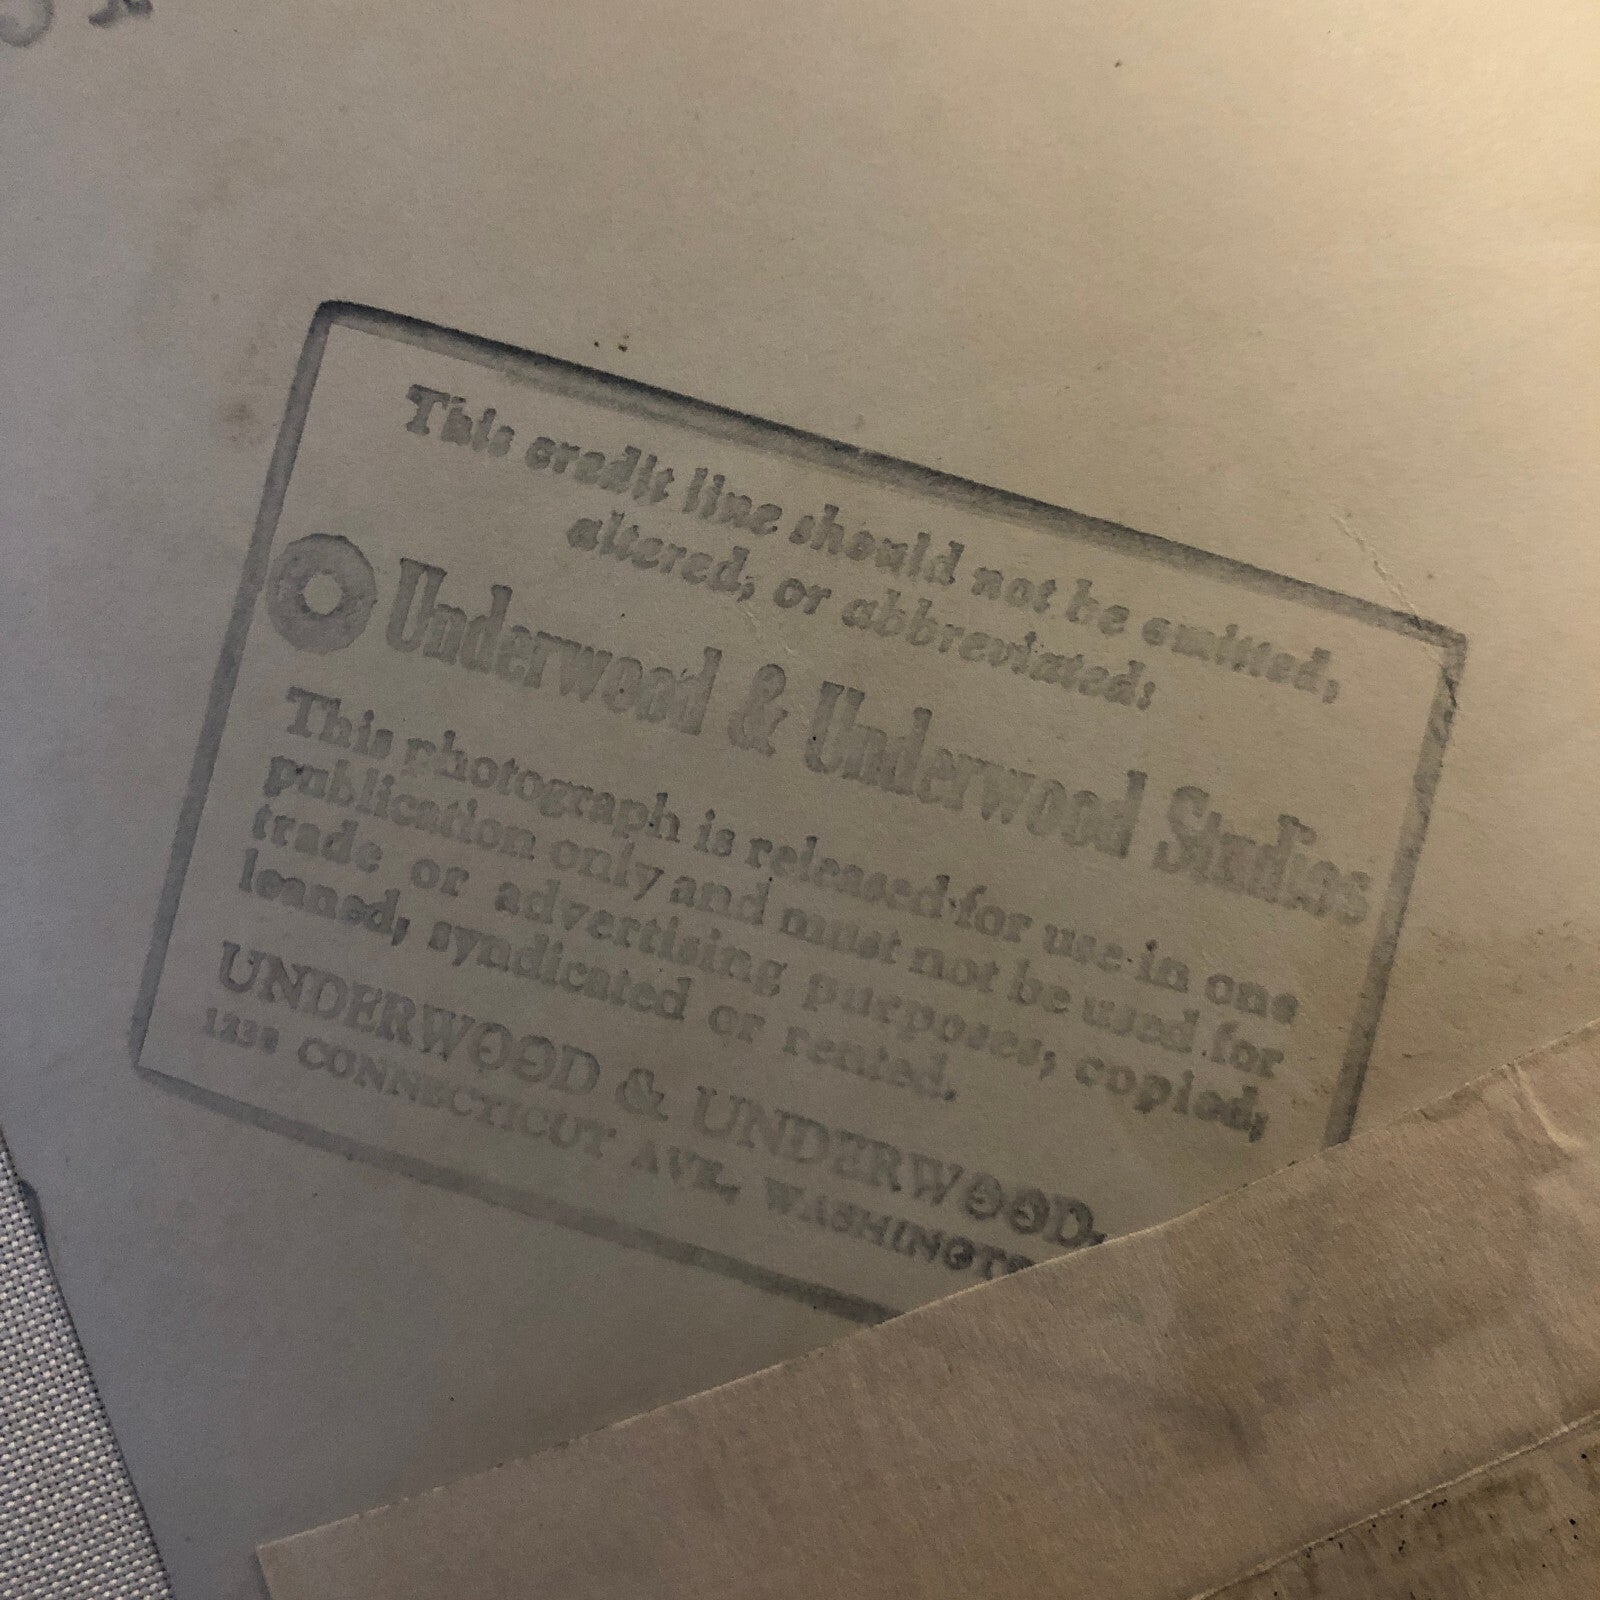 This credit line should not be omitted,
altered, or abbreviated:
Underwood & Underwood Studios
This photograph is released for use in one
publication only and must not be used for
trade or advertising purposes, copied,
loaned, syndicated or rented.
UNDERWOOD & UNDERWOOD,
CONNECTICUT AVE., WASHINGTO